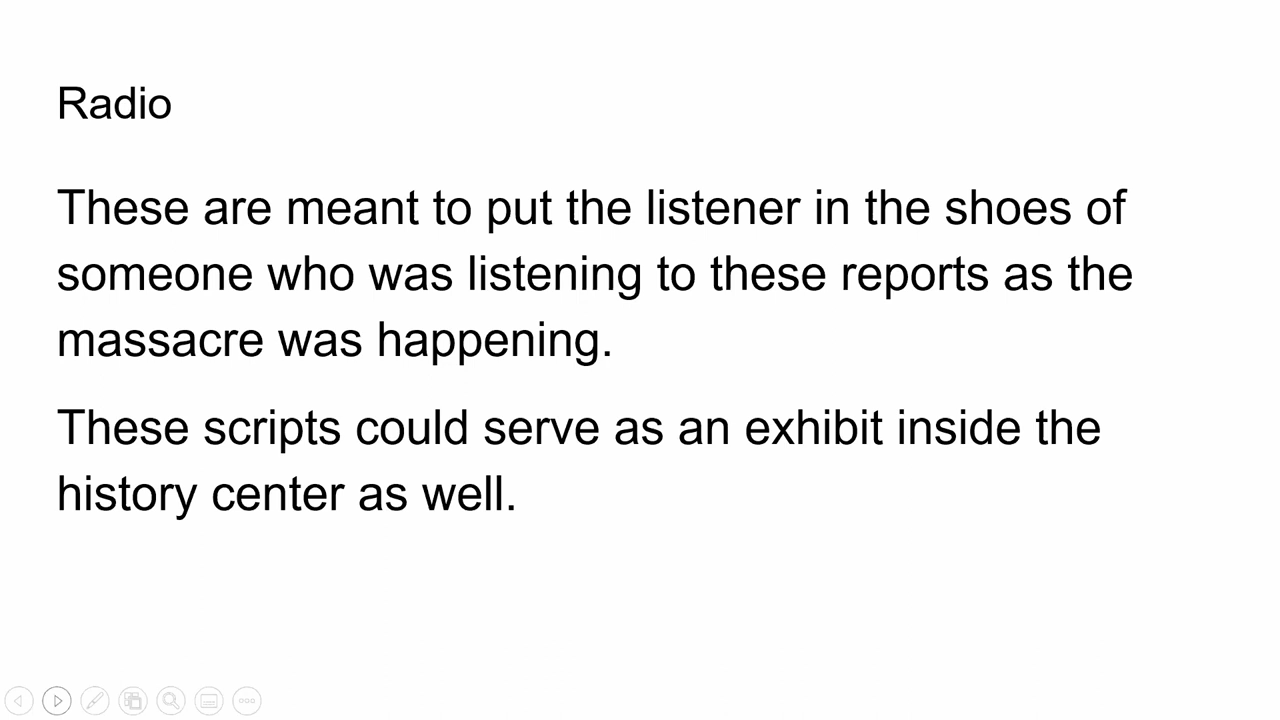 Radio
These are meant to put the listener in the shoes of
someone who was listening to these reports as the
massacre was happening.
These scripts could serve as an exhibit inside the
history center as well.